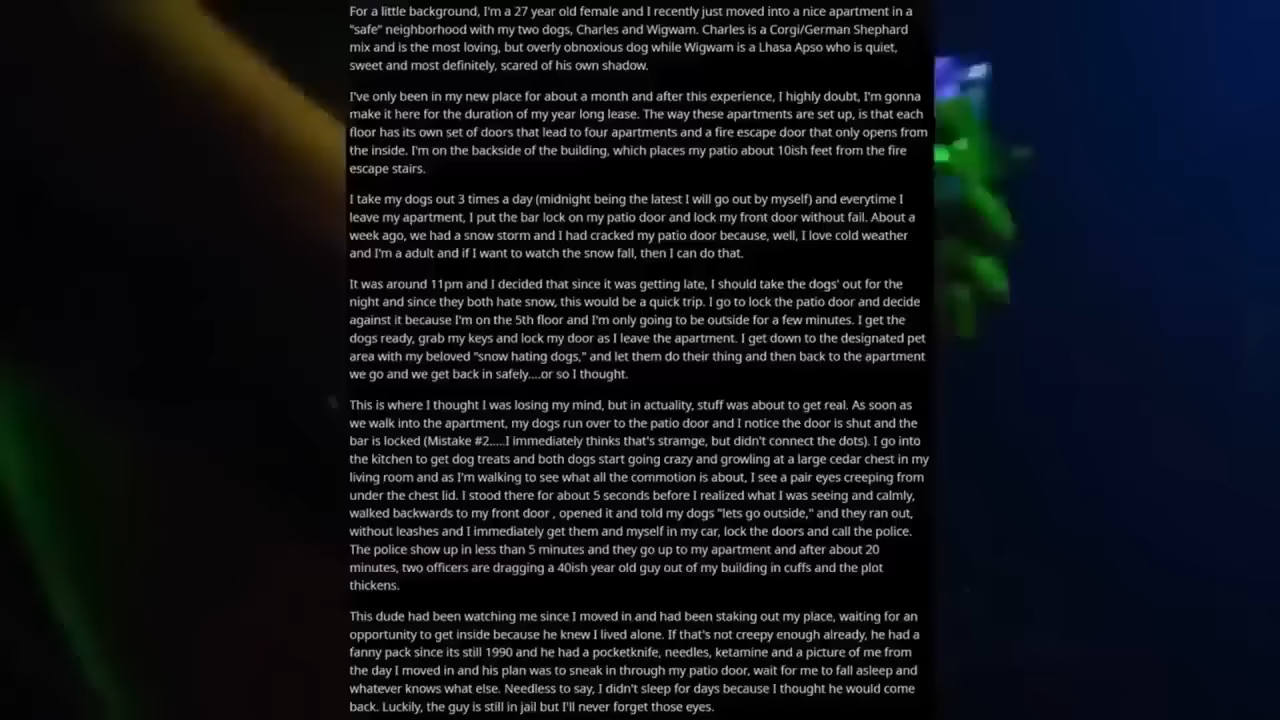 For a little background, I'm a 27 year old female and I recently just moved into a nice apartment in a
"safe" neighborhood with my two dogs, Charles and Wigwam. Charles is a Corgi/German Shephard
mix and is the most loving, but overly obnoxious dog while Wigwam is a Lhasa Apso who is quiet,
sweet and most definitely, scared of his own shadow.
I've only been in my new place for about a month and after this experience, I highly doubt, I'm gonna
make it here for the duration of my year long lease. The way these apartments are set up, is that each
floor has its own set of doors that lead to four apartments and a fire escape door that only opens from
the inside. I'm on the backside of the building, which places my patio about 10ish feet from the fire
escape stairs.
I take my dogs out 3 times a day (midnight being the latest I will go out by myself) and everytime I
leave my apartment, I put the bar lock on my patio door and lock my front door without fail. About a
week ago, we had a snow storm and I had cracked my patio door because, well, I love cold weather
and I'm a adult and if I want to watch the snow fall, then I can do that.
It was around 11pm and I decided that since it was getting late, I should take the dogs' out for the
night and since they both hate snow, this would be a quick trip. I go to lock the patio door and decide
against it because I'm on the 5th floor and I'm only going to be outside for a few minutes. I get the
dogs ready, grab my keys and lock my door as I leave the apartment. I get down to the designated pet
area with my beloved "snow hating dogs," and let them do their thing and then back to the apartment
we go and we get back in safely....or so I thought.
This is where I thought I was losing my mind, but in actuality, stuff was about to get real. As soon as
we walk into the apartment, my dogs run over to the patio door and I notice the door is shut and the
bar is locked (Mistake #2.....I immediately thinks that's stramge, but didn't connect the dots). I go into
the kitchen to get dog treats and both dogs start going crazy and growling at a large cedar chest in my
living room and as I'm walking to see what all the commotion is about, I see a pair eyes creeping from
under the chest lid. I stood there for about 5 seconds before I realized what I was seeing and calmly,
walked backwards to my front door , opened it and told my dogs "lets go outside," and they ran out,
without leashes and I immediately get them and myself in my car, lock the doors and call the police.
The police show up in less than 5 minutes and they go up to my apartment and after about 20
minutes, two officers are dragging a 40ish year old guy out of my building in cuffs and the plot
thickens.
This dude had been watching me since I moved in and had been staking out my place, waiting for an
opportunity to get inside because he knew I lived alone. If that's not creepy enough already, he had a
fanny pack since its still 1990 and he had a pocketknife, needles, ketamine and a picture of me from
the day I moved in and his plan was to sneak in through my patio door, wait for me to fall asleep and
whatever knows what else. Needless to say, I didn't sleep for days because I thought he would come
back. Luckily, the guy is still in jail but I'll never forget those eyes.